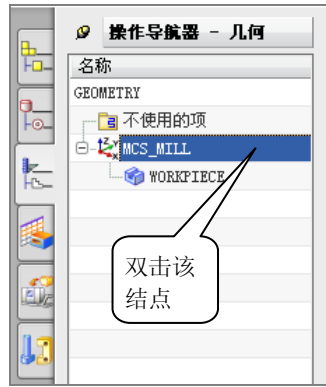 操作导航器 - 几何
名称
GEOMETRY
不使用的项
MCS_MILL
WORKPIECE
双击该
结点